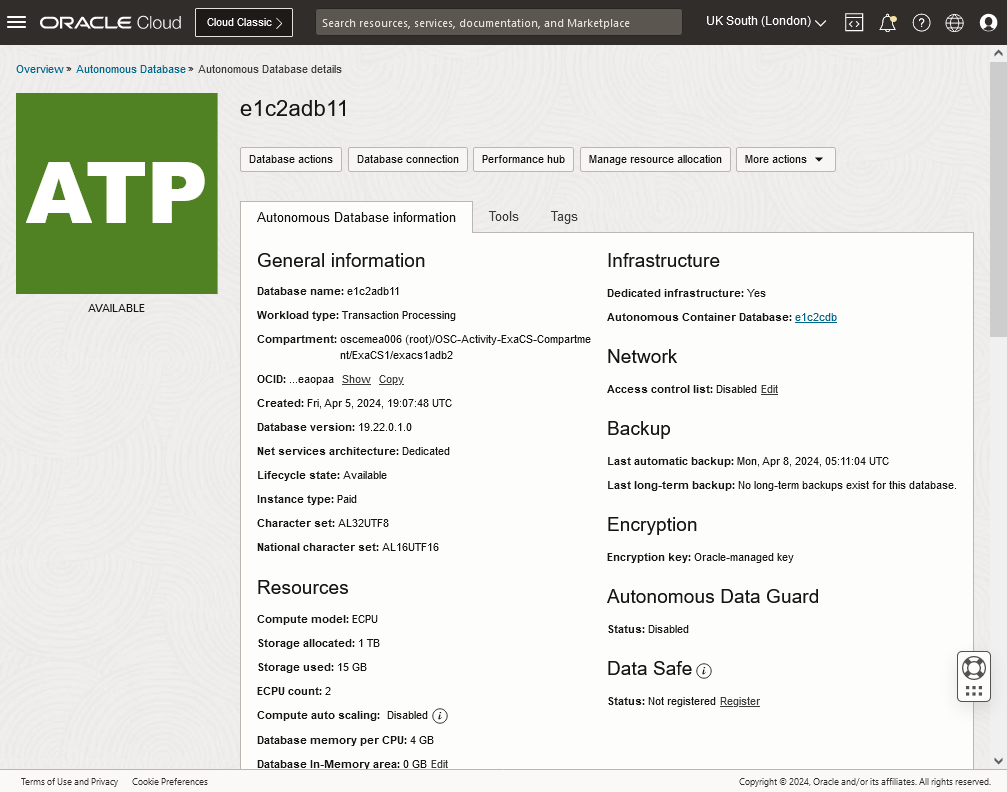 ORACLE Cloud
Cloud Classic
Search resources, services, documentation, and Marketplace
UK South (London)
Overview » Autonomous Database » Autonomous Database details
ATP
AVAILABLE
e1c2adb11
Database actions
Database connection
Performance hub
Manage resource allocation
More actions
Autonomous Database information
Tools
Tags
General information
Database name: e1c2adb11
Workload type: Transaction Processing
Compartment: oscemea006 (root)/OSC-Activity-ExaCS-Compartme
nt/ExaCS1/exacs1adb2
OCID: ...eaopaa Show Copy
Created: Fri, Apr 5, 2024, 19:07:48 UTC
Database version: 19.22.0.1.0
Net services architecture: Dedicated
Lifecycle state: Available
Instance type: Paid
Character set: AL32UTF8
National character set: AL16UTF16
Resources
Compute model: ECPU
Storage allocated: 1 TB
Storage used: 15 GB
ECPU count: 2
Compute auto scaling: Disabled
Database memory per CPU: 4 GB
Database In-Memory area: 0 GB Edit
Infrastructure
Dedicated infrastructure: Yes
Autonomous Container Database: e1c2cdb
Network
Access control list: Disabled Edit
Backup
Last automatic backup: Mon, Apr 8, 2024, 05:11:04 UTC
Last long-term backup: No long-term backups exist for this database.
Encryption
Encryption key: Oracle-managed key
Autonomous Data Guard
Status: Disabled
Data Safe
Status: Not registered Register
Terms of Use and Privacy
Cookie Preferences
Copyright © 2024, Oracle and/or its affiliates. All rights reserved.